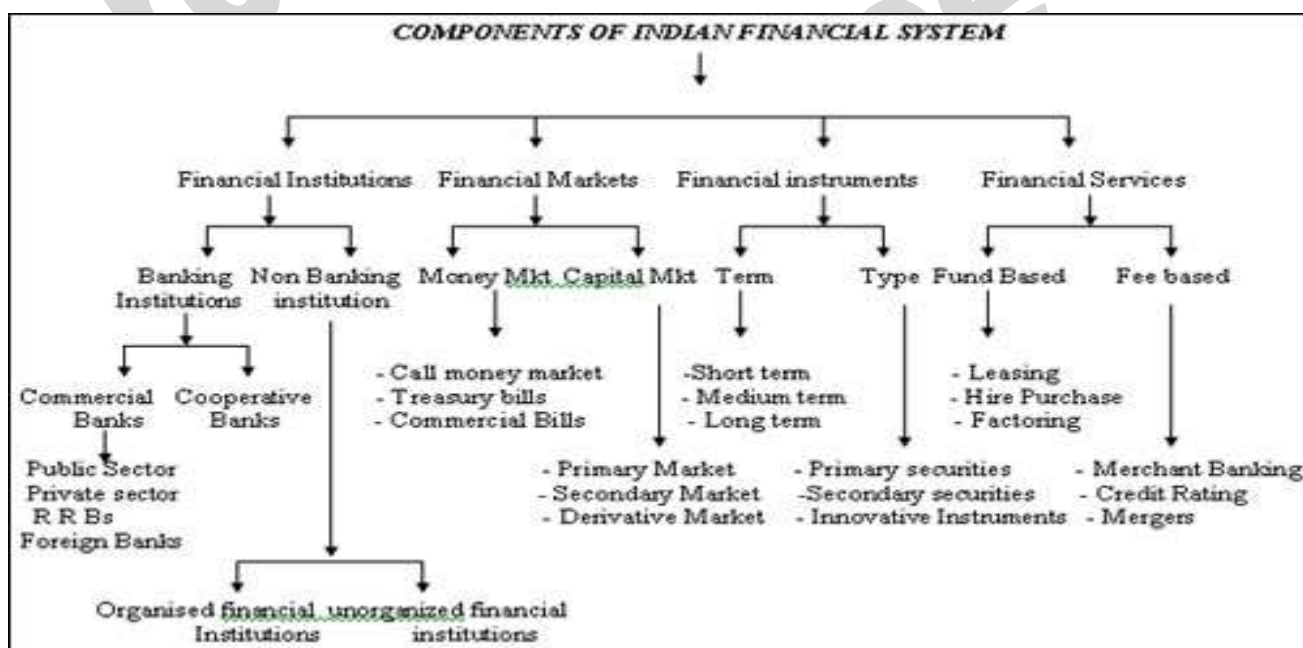 COMPONENTS OF INDIAN FINANCIAL SYSTEM
Financial Institutions
Financial Markets
Financial instruments
Financial Services
Banking
Institutions
Non Banking
institution
Money Mkt
Capital Mkt
Term
Type
Fund Based
Fee based
Commercial
Banks
Cooperative
Banks
- Call money market
- Treasury bills
- Commercial Bills
-Short term
- Medium term
- Long term
- Leasing
- Hire Purchase
- Factoring
Public Sector
Private sector
R R Bs
Foreign Banks
- Primary Market
- Secondary Market
- Derivative Market
- Primary securities
-Secondary securities
- Innovative Instruments
- Merchant Banking
- Credit Rating
- Mergers
Organised financial
Institutions
unorganized financial
institutions